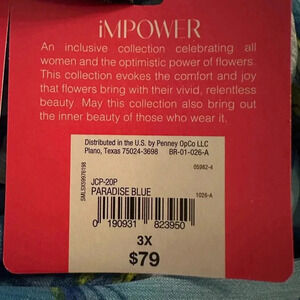 iMPOWER
An inclusive collection celebrating all
women and the optimistic power of flowers.
This collection evokes the comfort and joy
that flowers bring with their vivid, relentless
beauty. May this collection also bring out
the inner beauty of those who wear it.
Distributed in the U.S. by Penney OpCo LLC
Plano, Texas 75024-3698 BR-01-026-A
05982-4
JCP-20P
PARADISE BLUE
1026-A
0 190931 823950
3X
$79